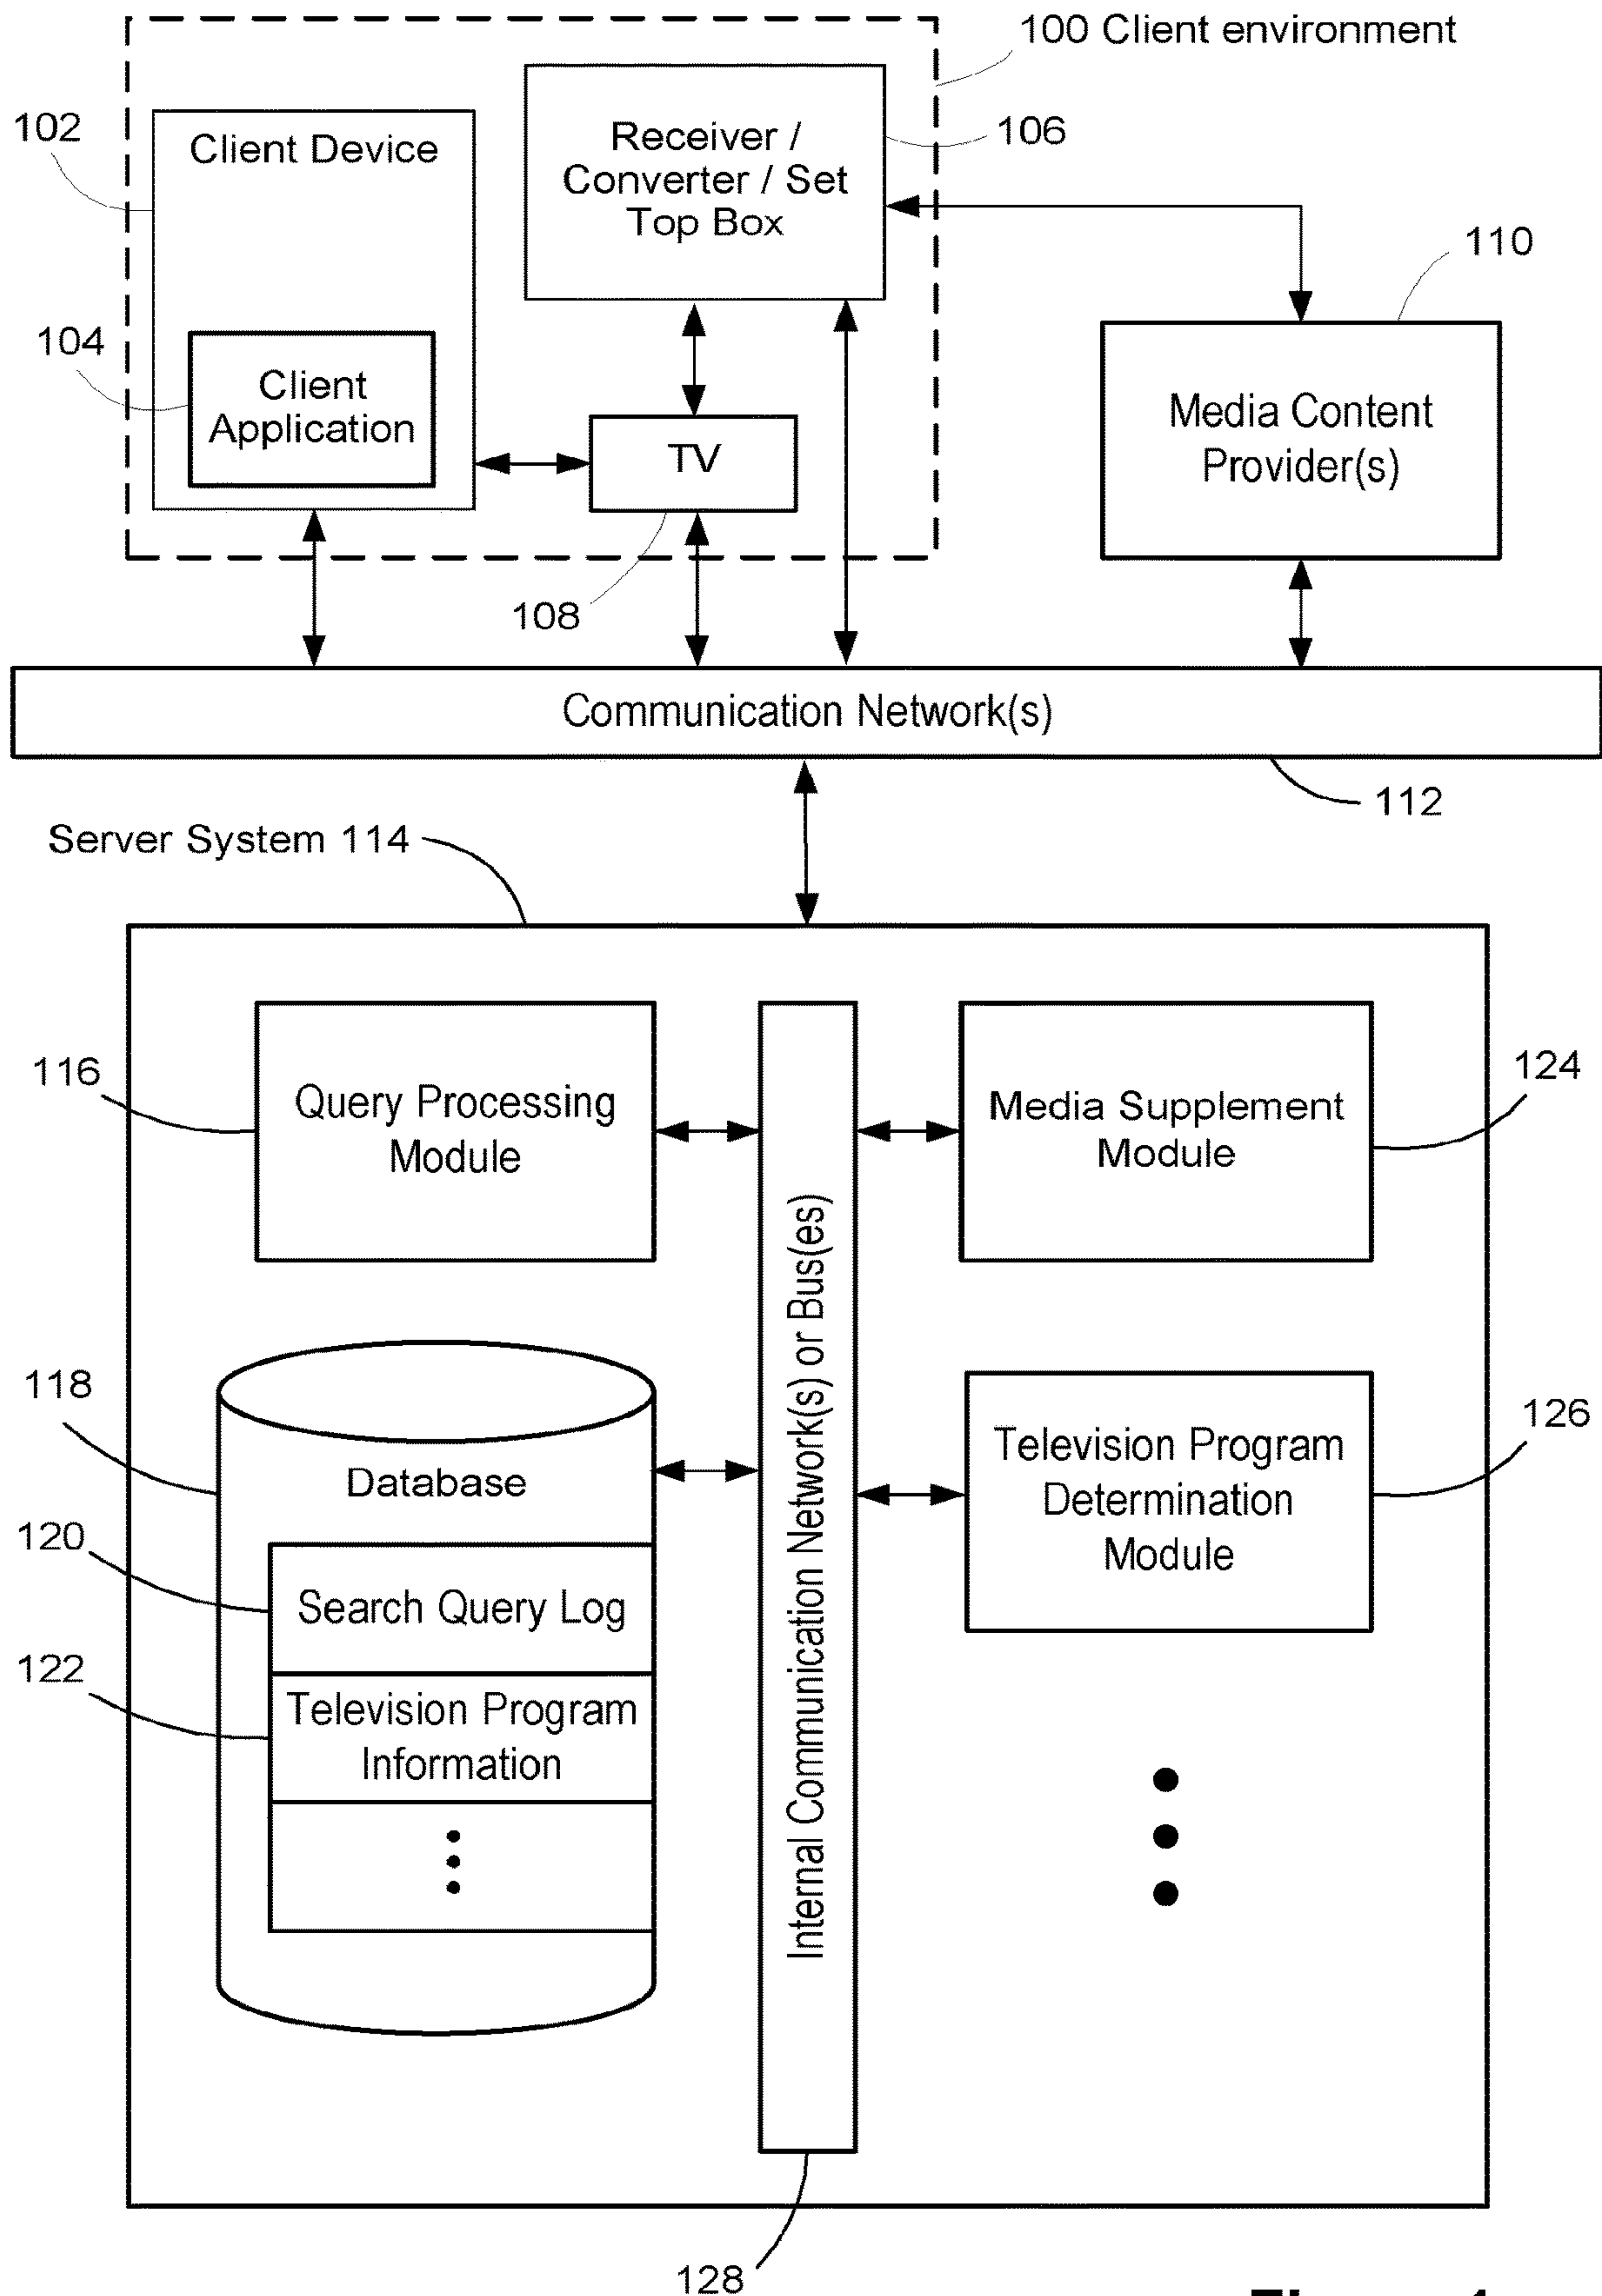 100 Client environment
102
Client Device
Receiver /
Converter / Set
Top Box
106
110
104
Client
Application
TV
Media Content
Provider(s)
108
Communication Network(s)
112
Server System 114
116
Query Processing
Module
Media Supplement
Module
124
Internal Communication Network(s) or Bus(es)
118
Database
Television Program
Determination
Module
126
120
Search Query Log
122
Television Program
Information
128